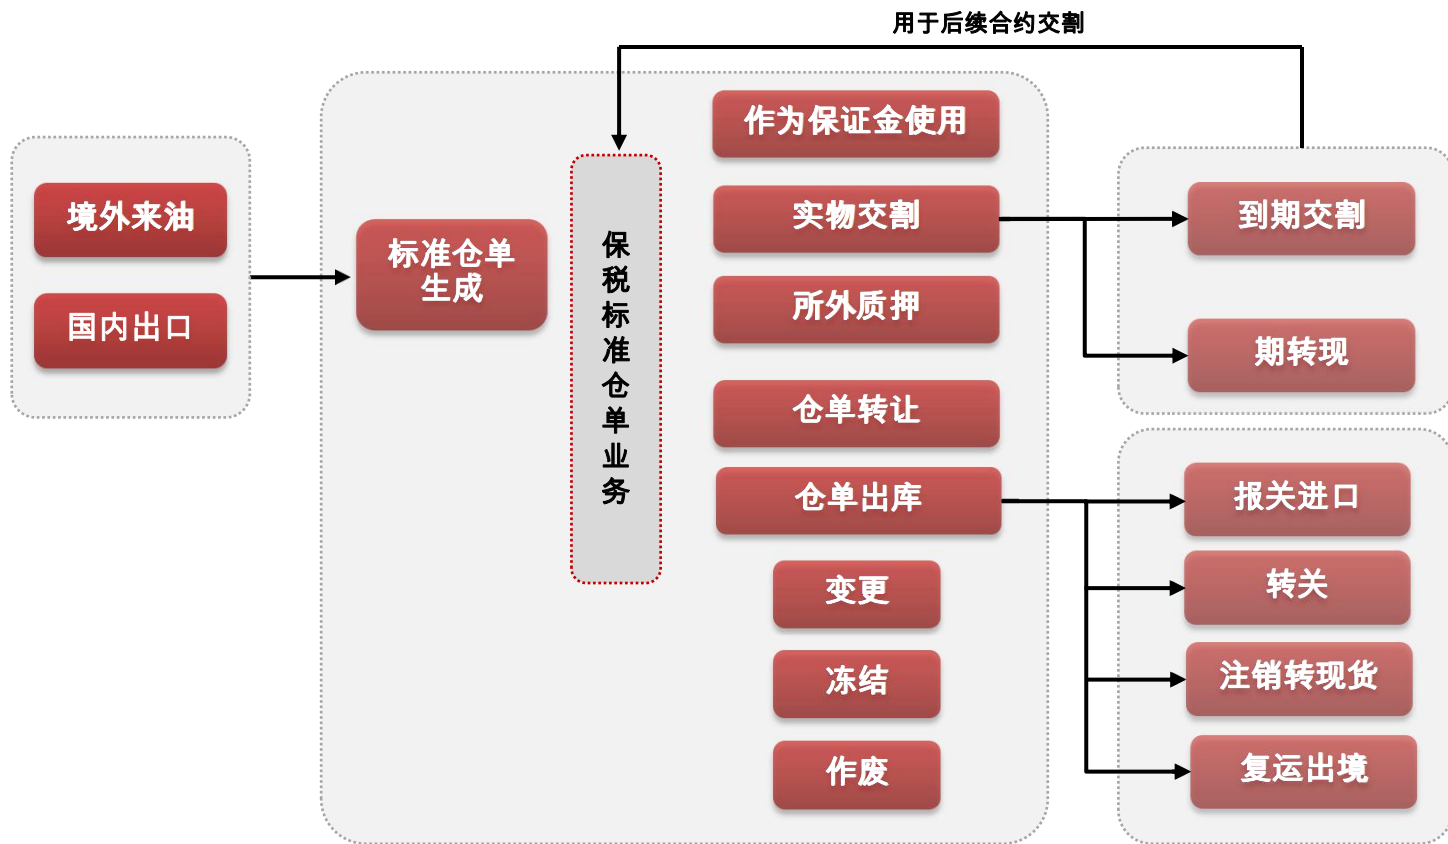 用于后续合约交割
境外来油
国内出口
标准仓单
生成
保税标准仓单业务
作为保证金使用
实物交割
所外质押
仓单转让
仓单出库
变更
冻结
作废
到期交割
期转现
报关进口
转关
注销转现货
复运出境